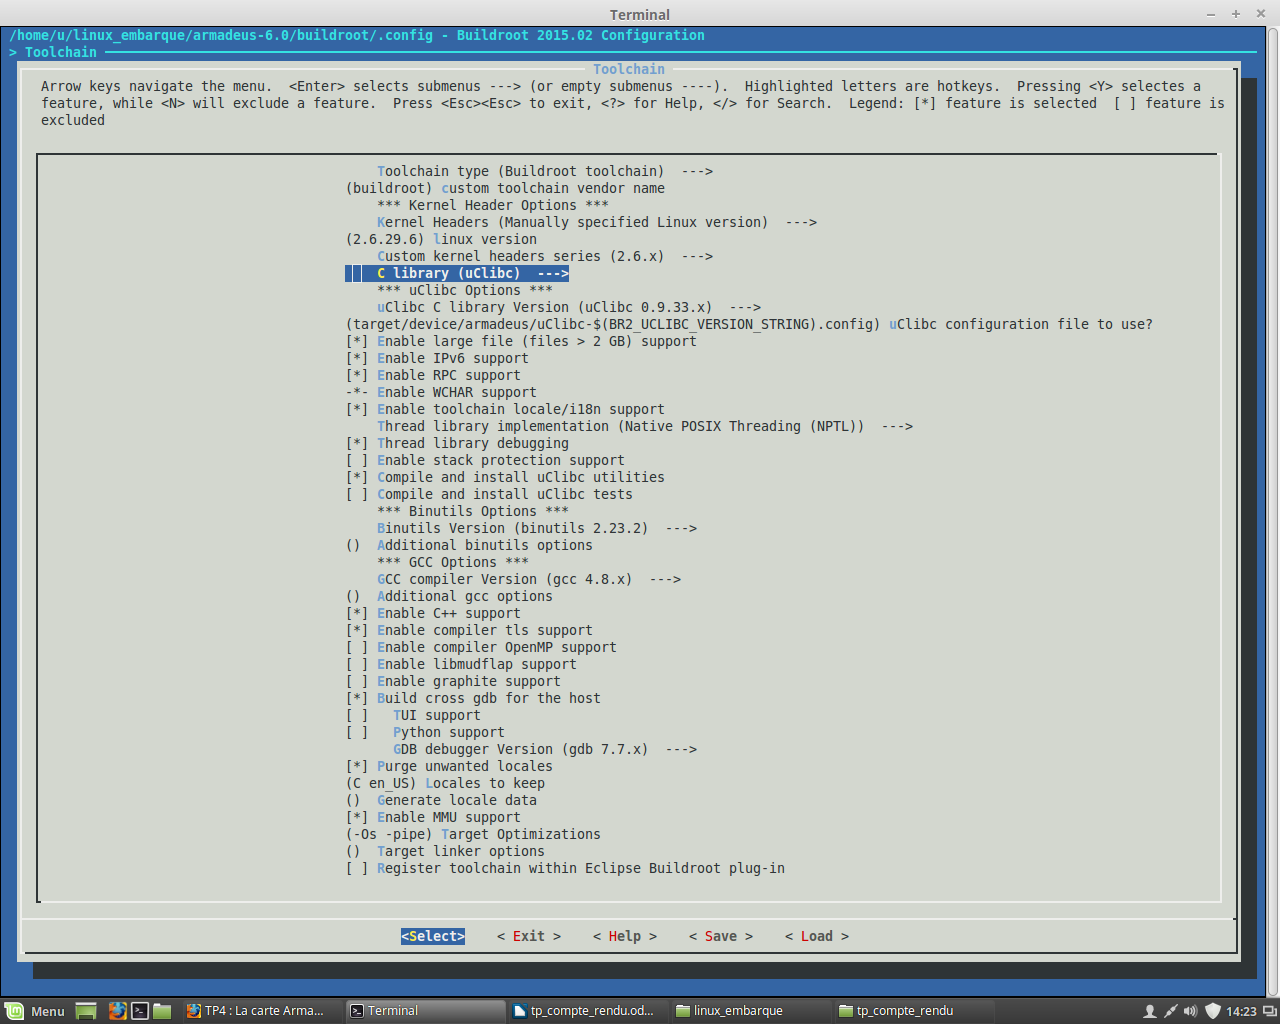 Terminal
/home/u/linux_embarque/armadeus-6.0/buildroot/.config - Buildroot 2015.02 Configuration
> Toolchain
Toolchain
Arrow keys navigate the menu.  <Enter> selects submenus ---> (or empty submenus ----).  Highlighted letters are hotkeys.  Pressing <Y> selectes a
feature, while <N> will exclude a feature.  Press <Esc><Esc> to exit, <?> for Help, </> for Search.  Legend: [*] feature is selected  [ ] feature is
excluded
Toolchain type (Buildroot toolchain)  --->
(buildroot) custom toolchain vendor name
*** Kernel Header Options ***
Kernel Headers (Manually specified Linux version)  --->
(2.6.29.6) linux version
Custom kernel headers series (2.6.x)  --->
C library (uClibc)  --->
*** uClibc Options ***
uClibc C library Version (uClibc 0.9.33.x)  --->
(target/device/armadeus/uClibc-$(BR2_UCLIBC_VERSION_STRING).config) uClibc configuration file to use?
[*] Enable large file (files > 2 GB) support
[*] Enable IPv6 support
[*] Enable RPC support
-*- Enable WCHAR support
[*] Enable toolchain locale/i18n support
Thread library implementation (Native POSIX Threading (NPTL))  --->
[*] Thread library debugging
[ ] Enable stack protection support
[*] Compile and install uClibc utilities
[ ] Compile and install uClibc tests
*** Binutils Options ***
Binutils Version (binutils 2.23.2)  --->
()  Additional binutils options
*** GCC Options ***
GCC compiler Version (gcc 4.8.x)  --->
()  Additional gcc options
[*] Enable C++ support
[*] Enable compiler tls support
[ ] Enable compiler OpenMP support
[ ] Enable libmudflap support
[ ] Enable graphite support
[*] Build cross gdb for the host
[ ]   TUI support
[ ]   Python support
GDB debugger Version (gdb 7.7.x)  --->
[*] Purge unwanted locales
(C en_US) Locales to keep
()  Generate locale data
[*] Enable MMU support
(-Os -pipe) Target Optimizations
()  Target linker options
[ ] Register toolchain within Eclipse Buildroot plug-in
<Select>    < Exit >    < Help >    < Save >    < Load >
Menu  TP4 : La carte Arma...  Terminal  tp_compte_rendu.od...  linux_embarque  tp_compte_rendu  14:23